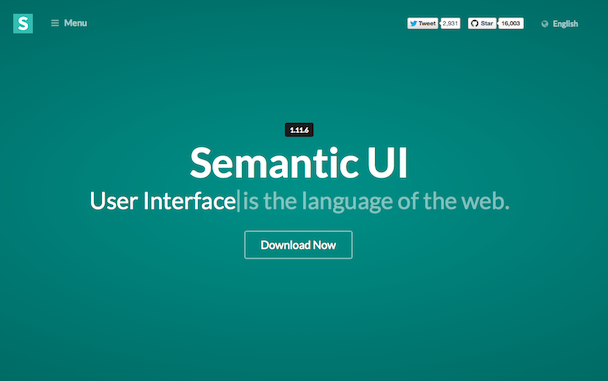 S Menu Tweet 2,931 Star 16,003 English
1.11.6
Semantic UI
User Interface is the language of the web.
Download Now